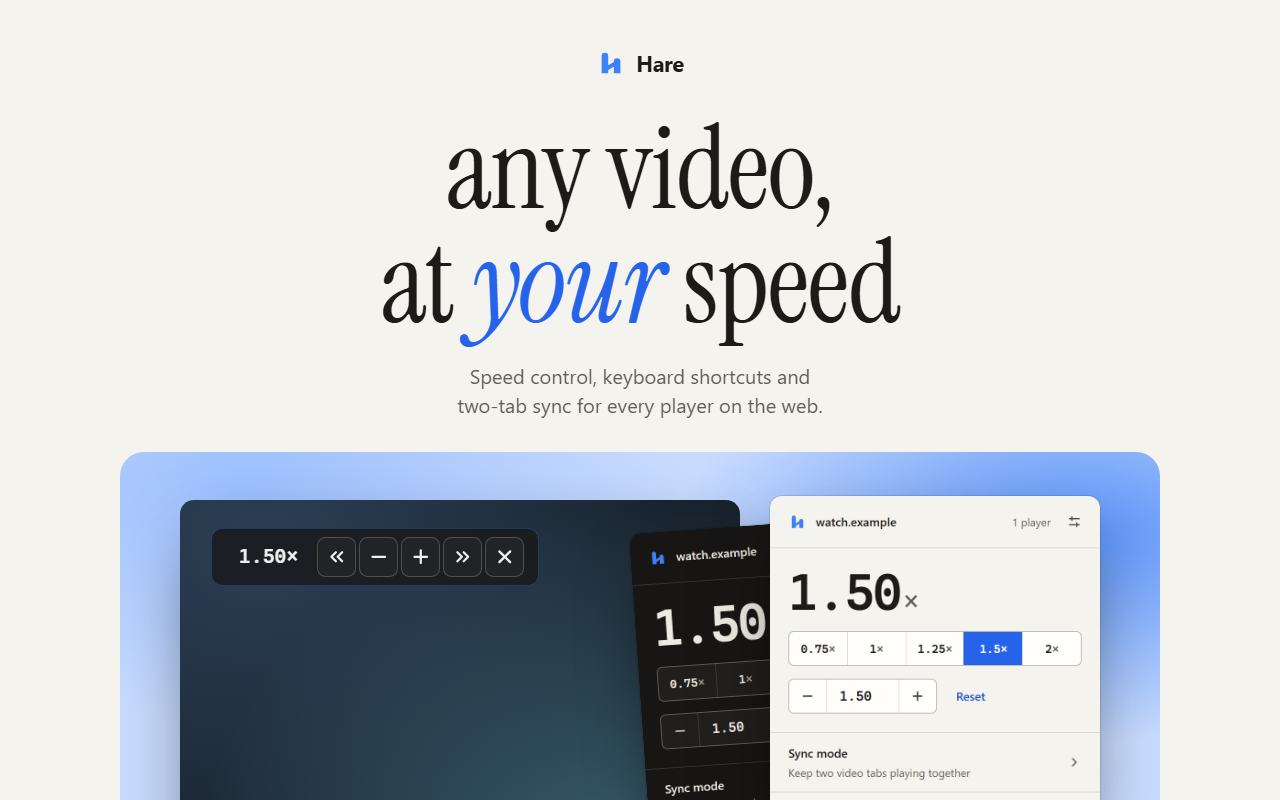 Hare
any video,
at your speed
Speed control, keyboard shortcuts and
two-tab sync for every player on the web.
1.50×
watch.example
1.50
0.75× 1×
1.50
Sync mode
watch.example 1 player
1.50×
0.75× 1× 1.25× 1.5× 2×
1.50 Reset
Sync mode
Keep two video tabs playing together